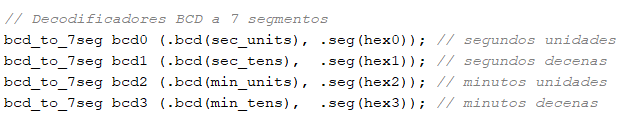 // Decodificadores BCD a 7 segmentos
bcd_to_7seg bcd0 (.bcd(sec_units), .seg(hex0)); // segundos unidades
bcd_to_7seg bcd1 (.bcd(sec_tens),  .seg(hex1)); // segundos decenas
bcd_to_7seg bcd2 (.bcd(min_units), .seg(hex2)); // minutos unidades
bcd_to_7seg bcd3 (.bcd(min_tens),  .seg(hex3)); // minutos decenas